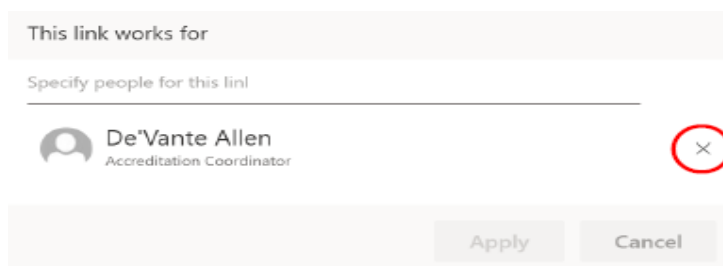 This link works for
Specify people for this linl
De'Vante Allen
Accreditation Coordinator
Apply Cancel